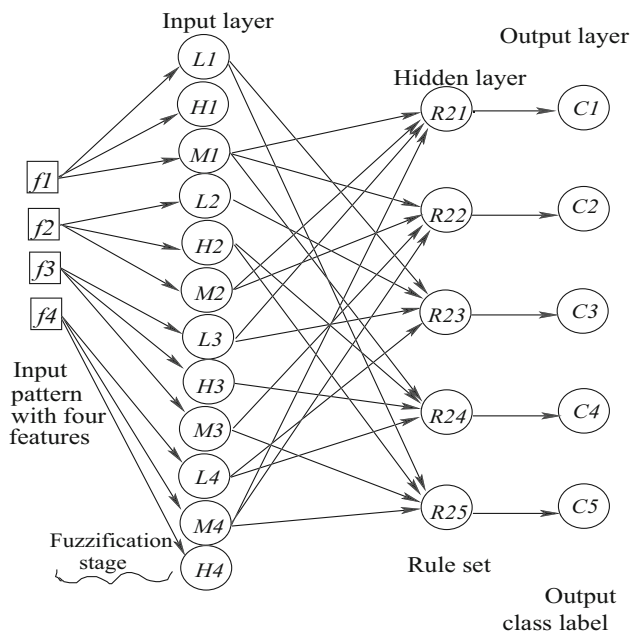 Input layer
Output layer
Hidden layer
L1
H1
M1
L2
H2
M2
L3
H3
M3
L4
M4
H4
f1
f2
f3
f4
Input
pattern
with four
features
Fuzzification
stage
R21
R22
R23
R24
R25
Rule set
C1
C2
C3
C4
C5
Output
class label